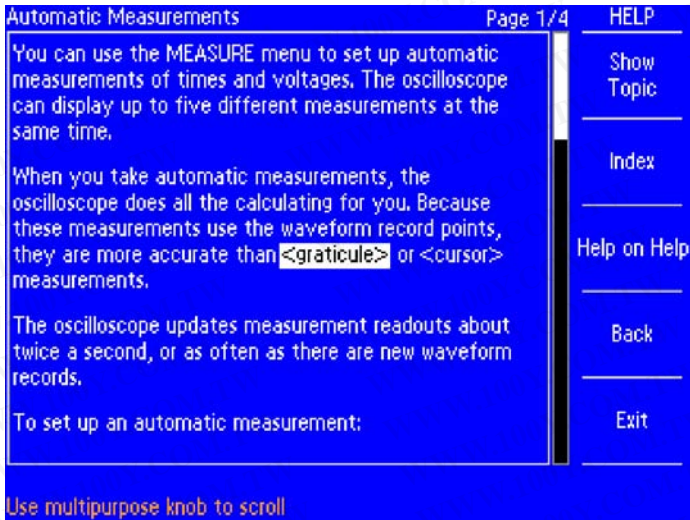 Automatic Measurements Page 1/4 HELP
You can use the MEASURE menu to set up automatic
measurements of times and voltages. The oscilloscope
can display up to five different measurements at the
same time.
When you take automatic measurements, the
oscilloscope does all the calculating for you. Because
these measurements use the waveform record points,
they are more accurate than <graticule> or <cursor>
measurements.
The oscilloscope updates measurement readouts about
twice a second, or as often as there are new waveform
records.
To set up an automatic measurement:
Show
Topic
Index
Help on Help
Back
Exit
Use multipurpose knob to scroll